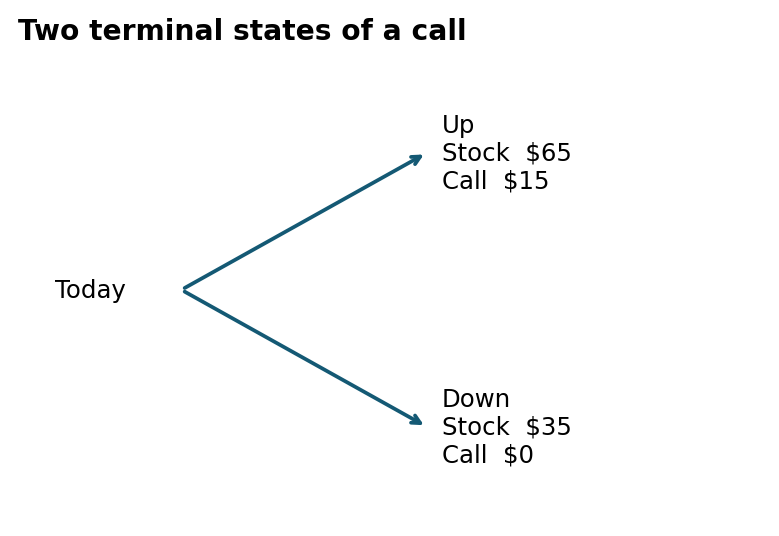 Two terminal states of a call
Up
Stock  $65
Call  $15
Today
Down
Stock  $35
Call  $0